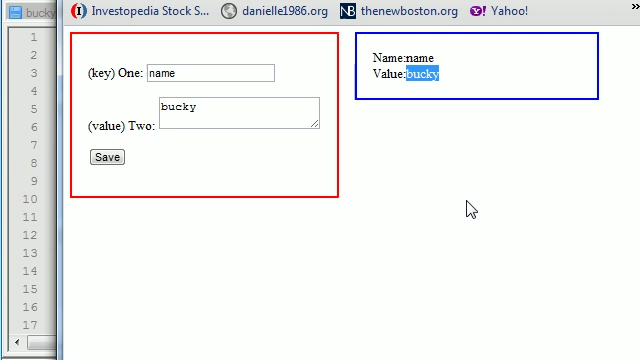 bucky
Investopedia Stock S... danielle1986.org thenewboston.org Yahoo! »
1
2
3
4
5
6
7
8
9
10
11
12
13
14
15
16
17
(key) One: name
(value) Two: bucky
Save
Name:name
Value:bucky